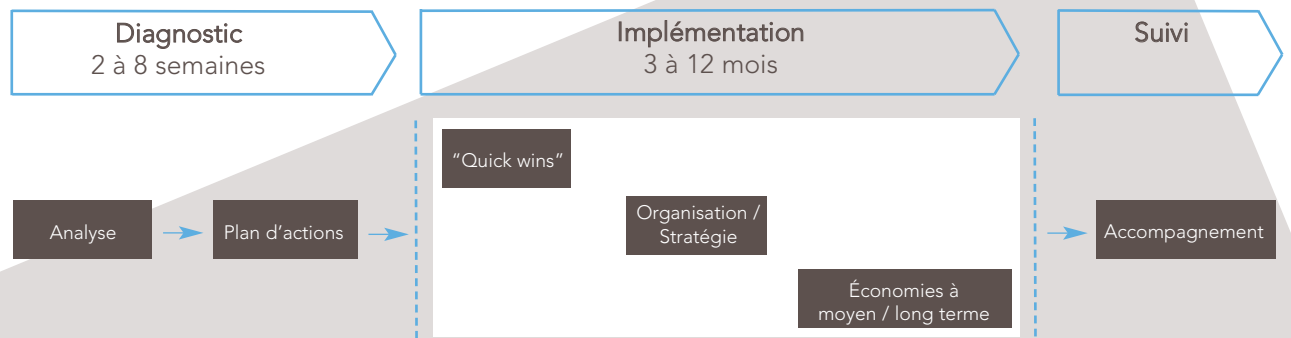 Diagnostic
2 à 8 semaines
Implémentation
3 à 12 mois
Suivi
Analyse
Plan d’actions
“Quick wins”
Organisation /
Stratégie
Économies à
moyen / long terme
Accompagnement